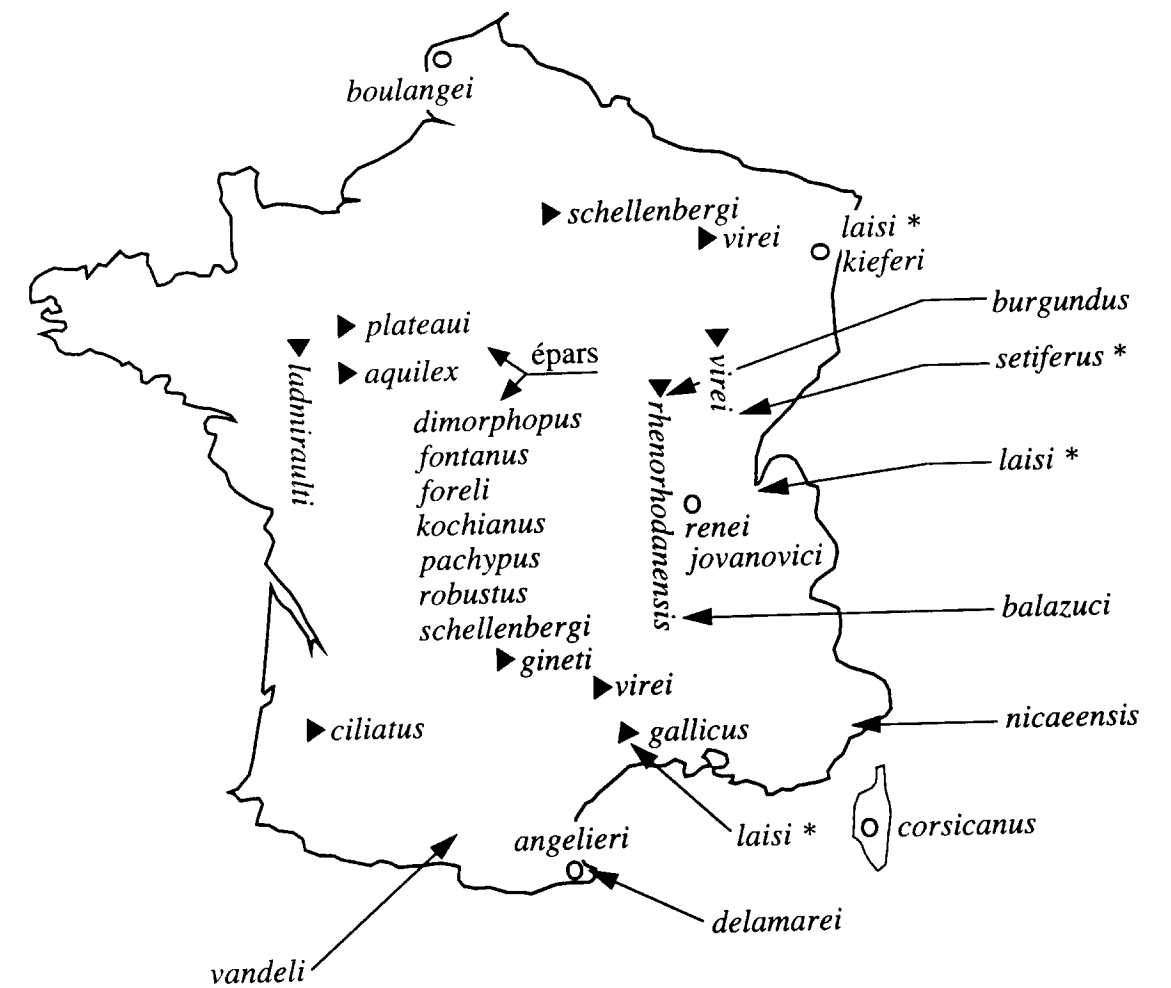 boulangei
schellenbergi
virei
laisi *
kieferi
burgundus
plateaui
épars
setiferus *
aquilex
virei
ladmiraulti
rhenorhodanensis
dimorphopus
fontanus
foreli
kochianus
pachypus
robustus
schellenbergi
laisi *
renei
jovanovici
balazuci
gineti
virei
ciliatus
gallicus
nicaeensis
angelieri
laisi *
corsicanus
delamarei
vandeli